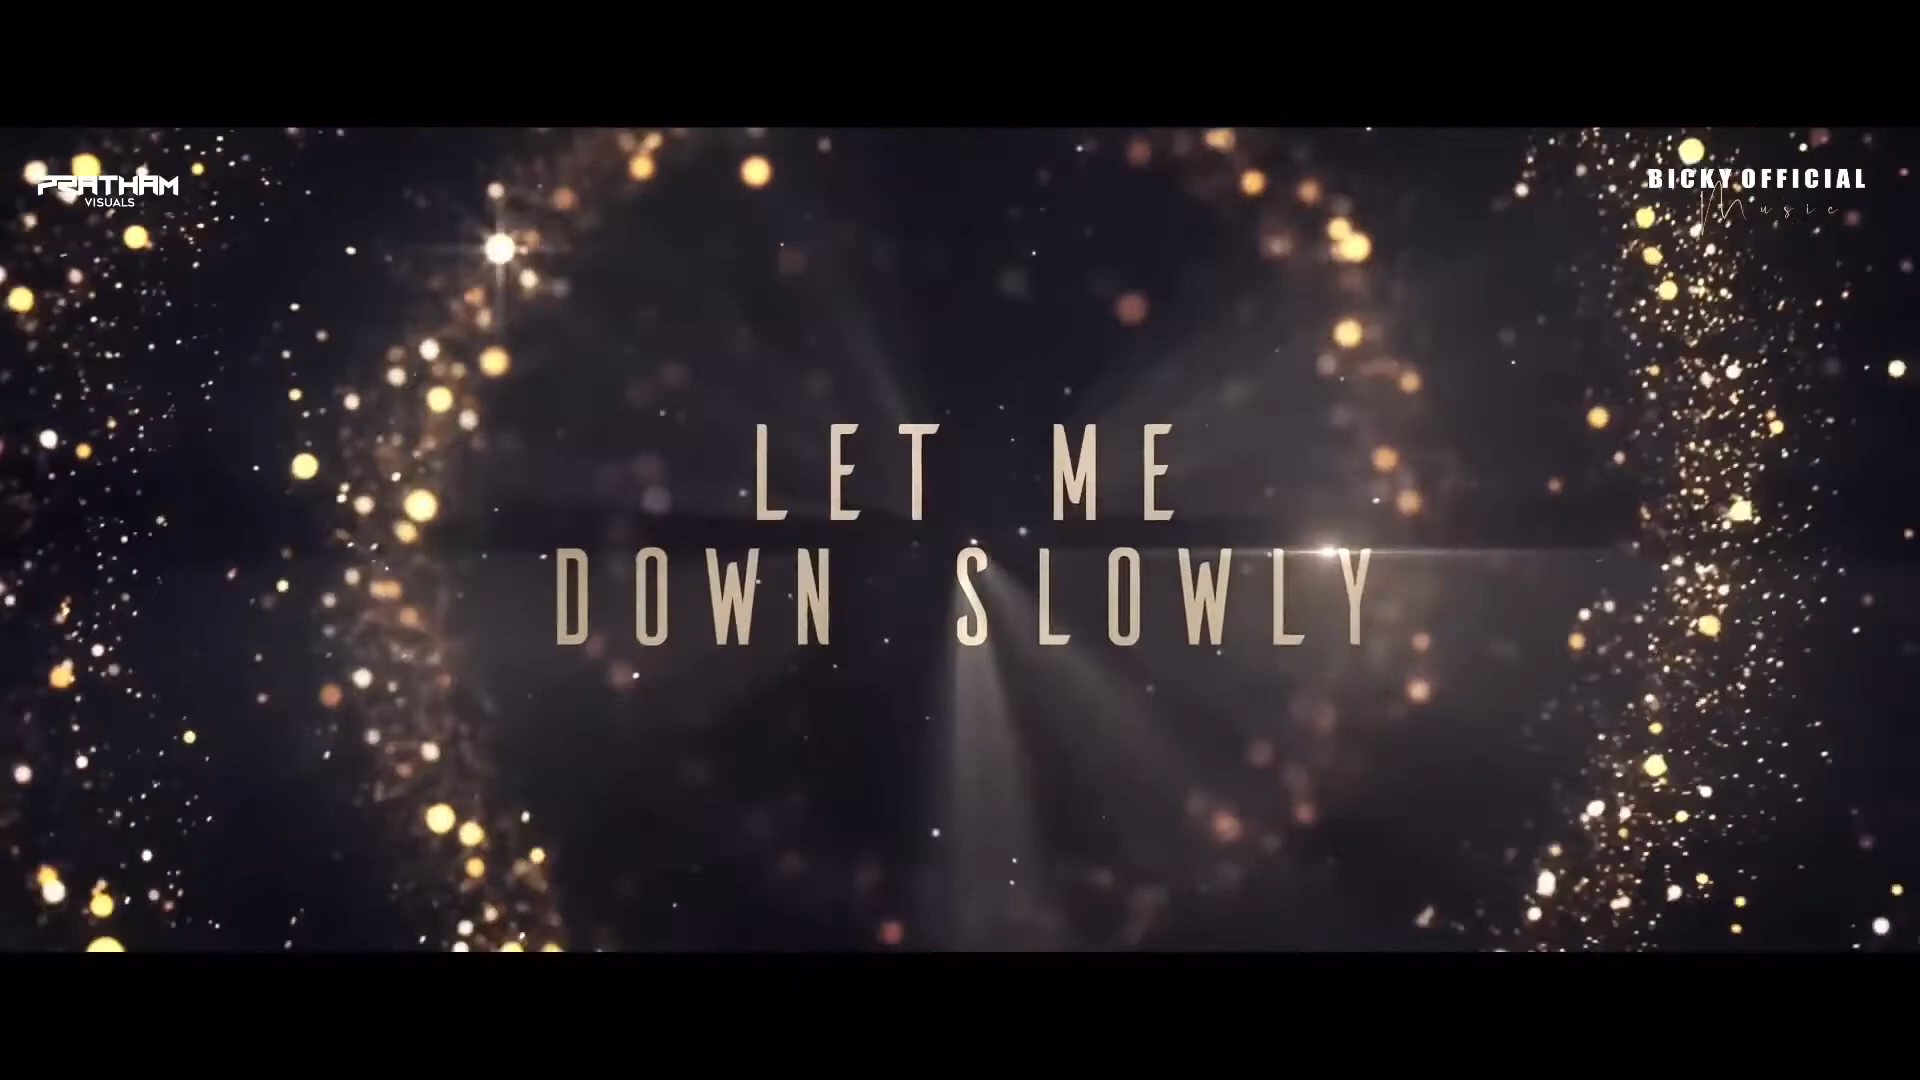 PRATHAM
VISUALS
BICKY OFFICIAL
Music
LET ME
DOWN SLOWLY